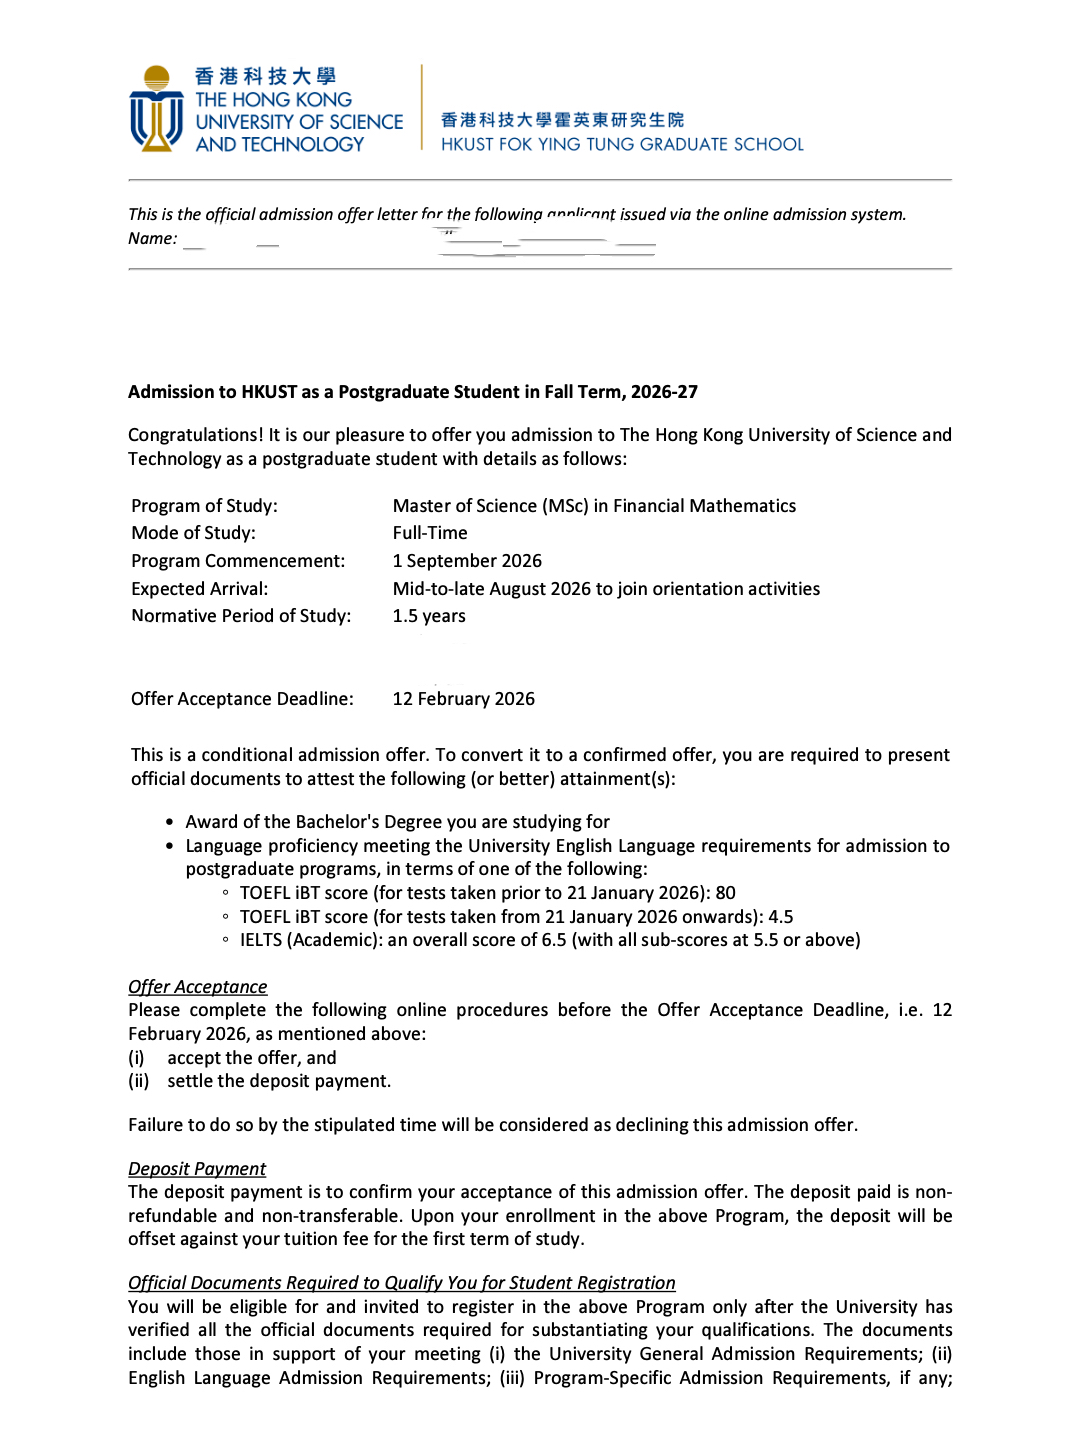 香港科技大學
THE HONG KONG
UNIVERSITY OF SCIENCE
AND TECHNOLOGY
香港科技大學霍英東研究生院
HKUST FOK YING TUNG GRADUATE SCHOOL
This is the official admission offer letter for the following applicant issued via the online admission system.
Name:
Admission to HKUST as a Postgraduate Student in Fall Term, 2026-27
Congratulations! It is our pleasure to offer you admission to The Hong Kong University of Science and
Technology as a postgraduate student with details as follows:
Program of Study: Master of Science (MSc) in Financial Mathematics
Mode of Study: Full-Time
Program Commencement: 1 September 2026
Expected Arrival: Mid-to-late August 2026 to join orientation activities
Normative Period of Study: 1.5 years
Offer Acceptance Deadline: 12 February 2026
This is a conditional admission offer. To convert it to a confirmed offer, you are required to present
official documents to attest the following (or better) attainment(s):
• Award of the Bachelor's Degree you are studying for
• Language proficiency meeting the University English Language requirements for admission to
postgraduate programs, in terms of one of the following:
◦ TOEFL iBT score (for tests taken prior to 21 January 2026): 80
◦ TOEFL iBT score (for tests taken from 21 January 2026 onwards): 4.5
◦ IELTS (Academic): an overall score of 6.5 (with all sub-scores at 5.5 or above)
Offer Acceptance
Please complete the following online procedures before the Offer Acceptance Deadline, i.e. 12
February 2026, as mentioned above:
(i) accept the offer, and
(ii) settle the deposit payment.
Failure to do so by the stipulated time will be considered as declining this admission offer.
Deposit Payment
The deposit payment is to confirm your acceptance of this admission offer. The deposit paid is non-
refundable and non-transferable. Upon your enrollment in the above Program, the deposit will be
offset against your tuition fee for the first term of study.
Official Documents Required to Qualify You for Student Registration
You will be eligible for and invited to register in the above Program only after the University has
verified all the official documents required for substantiating your qualifications. The documents
include those in support of your meeting (i) the University General Admission Requirements; (ii)
English Language Admission Requirements; (iii) Program-Specific Admission Requirements, if any;